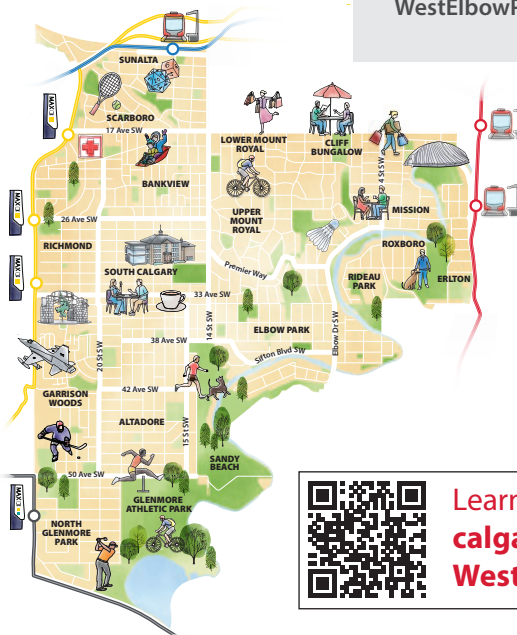 WestElbowP
SUNALTA
SCARBORO
17 Ave SW
MAX
BANKVIEW
LOWER MOUNT
ROYAL
CLIFF
BUNGALOW
4 St SW
UPPER
MOUNT
ROYAL
MISSION
MAX
26 Ave SW
RICHMOND
ROXBORO
SOUTH CALGARY
Premier Way
RIDEAU
PARK
ERLTON
MAX
33 Ave SW
14 St SW
ELBOW PARK
Elbow Dr SW
38 Ave SW
Sifton Blvd SW
20 St SW
42 Ave SW
GARRISON
WOODS
ALTADORE
15 St SW
SANDY
BEACH
50 Ave SW
MAX
GLENMORE
ATHLETIC PARK
NORTH
GLENMORE
PARK
Learn
calga
West